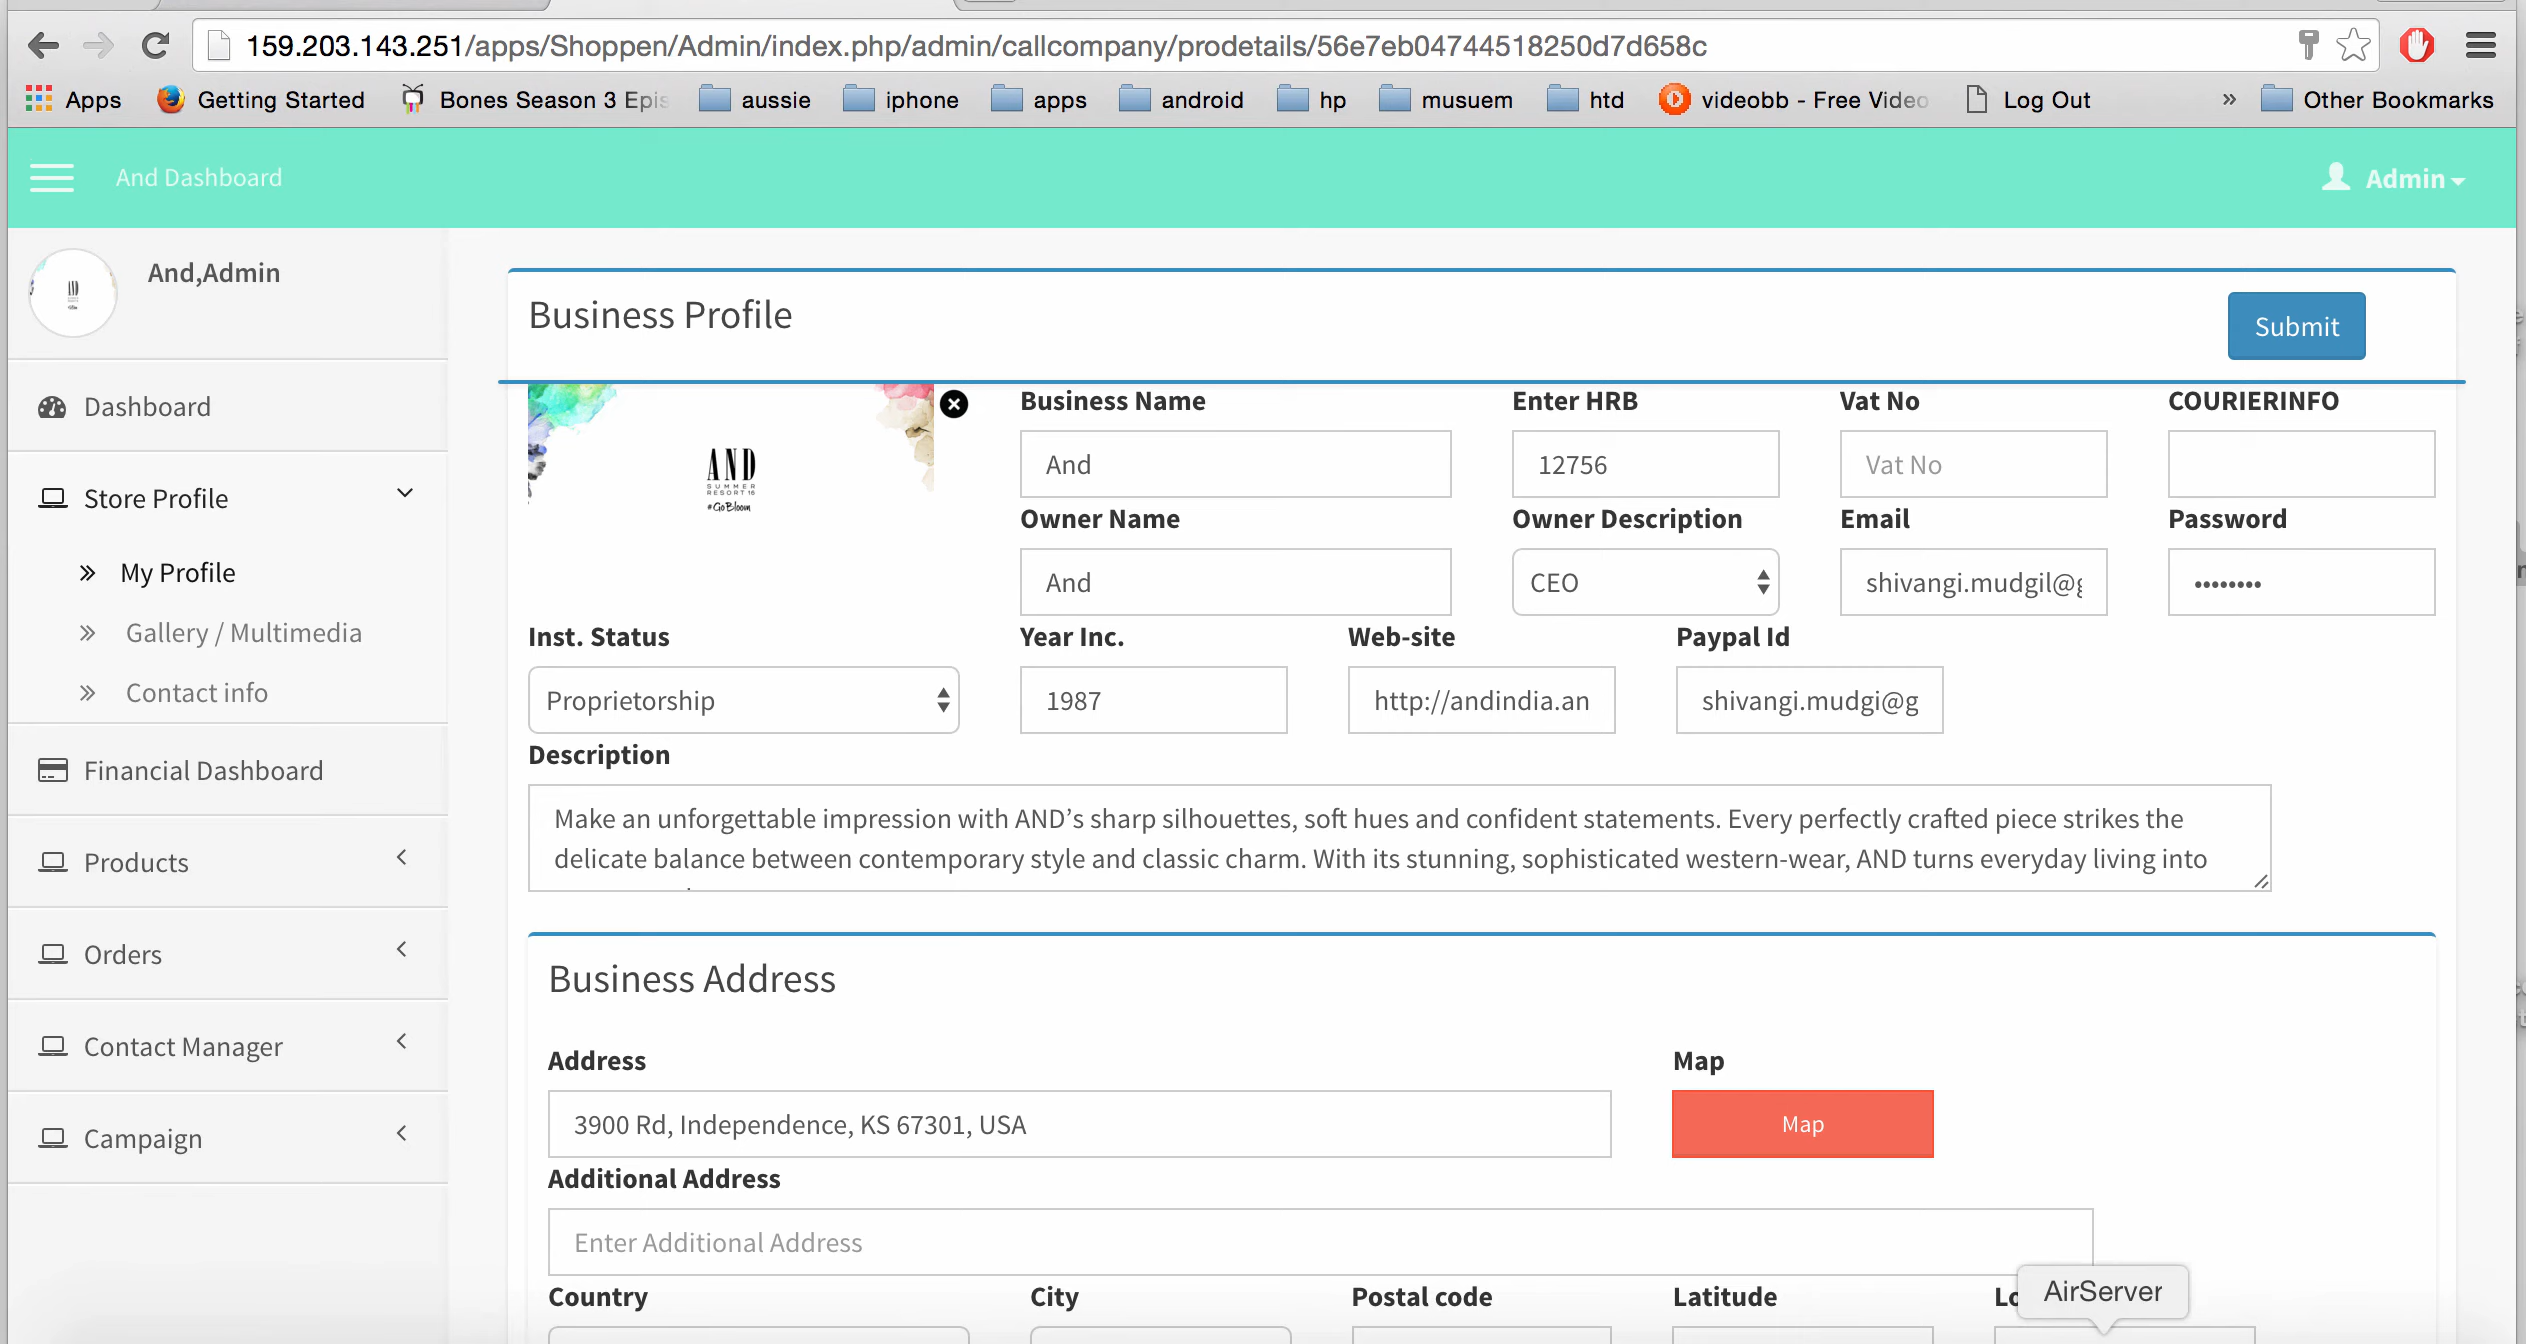 159.203.143.251/apps/Shoppen/Admin/index.php/admin/callcompany/prodetails/56e7eb04744518250d7d658c
Apps Getting Started Bones Season 3 Epis aussie iphone apps android hp musuem htd videobb - Free Video Log Out » Other Bookmarks
And Dashboard Admin
And,Admin
Dashboard
Store Profile
My Profile
Gallery / Multimedia
Contact info
Financial Dashboard
Products
Orders
Contact Manager
Campaign
Business Profile Submit
AND
SUMMER
RESORT 16
#GoBloom
Business Name Enter HRB Vat No COURIERINFO
And 12756 Vat No
Owner Name Owner Description Email Password
And CEO shivangi.mudgil@g ••••••••
Inst. Status Year Inc. Web-site Paypal Id
Proprietorship 1987 http://andindia.an shivangi.mudgi@g
Description
Make an unforgettable impression with AND’s sharp silhouettes, soft hues and confident statements. Every perfectly crafted piece strikes the
delicate balance between contemporary style and classic charm. With its stunning, sophisticated western-wear, AND turns everyday living into
Business Address
Address Map
3900 Rd, Independence, KS 67301, USA Map
Additional Address
Enter Additional Address
Country City Postal code Latitude Lo
AirServer